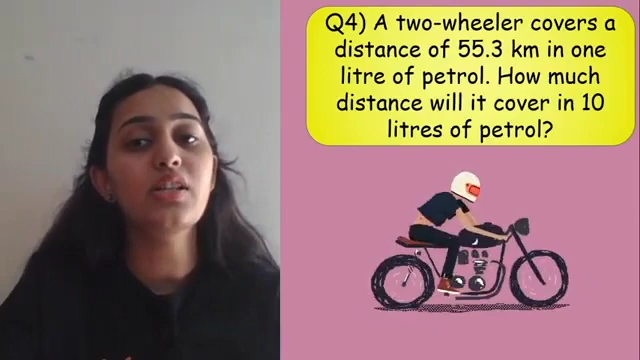 Q4) A two-wheeler covers a
distance of 55.3 km in one
litre of petrol. How much
distance will it cover in 10
litres of petrol?